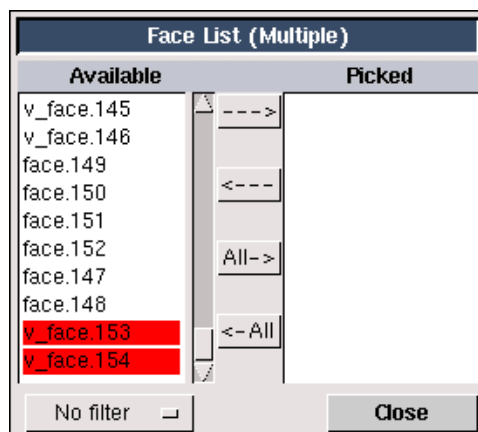 Face List (Multiple)
Available
Picked
v_face.145
v_face.146
face.149
face.150
face.151
face.152
face.147
face.148
v_face.153
v_face.154
--->
<---
All->
<-All
No filter
Close